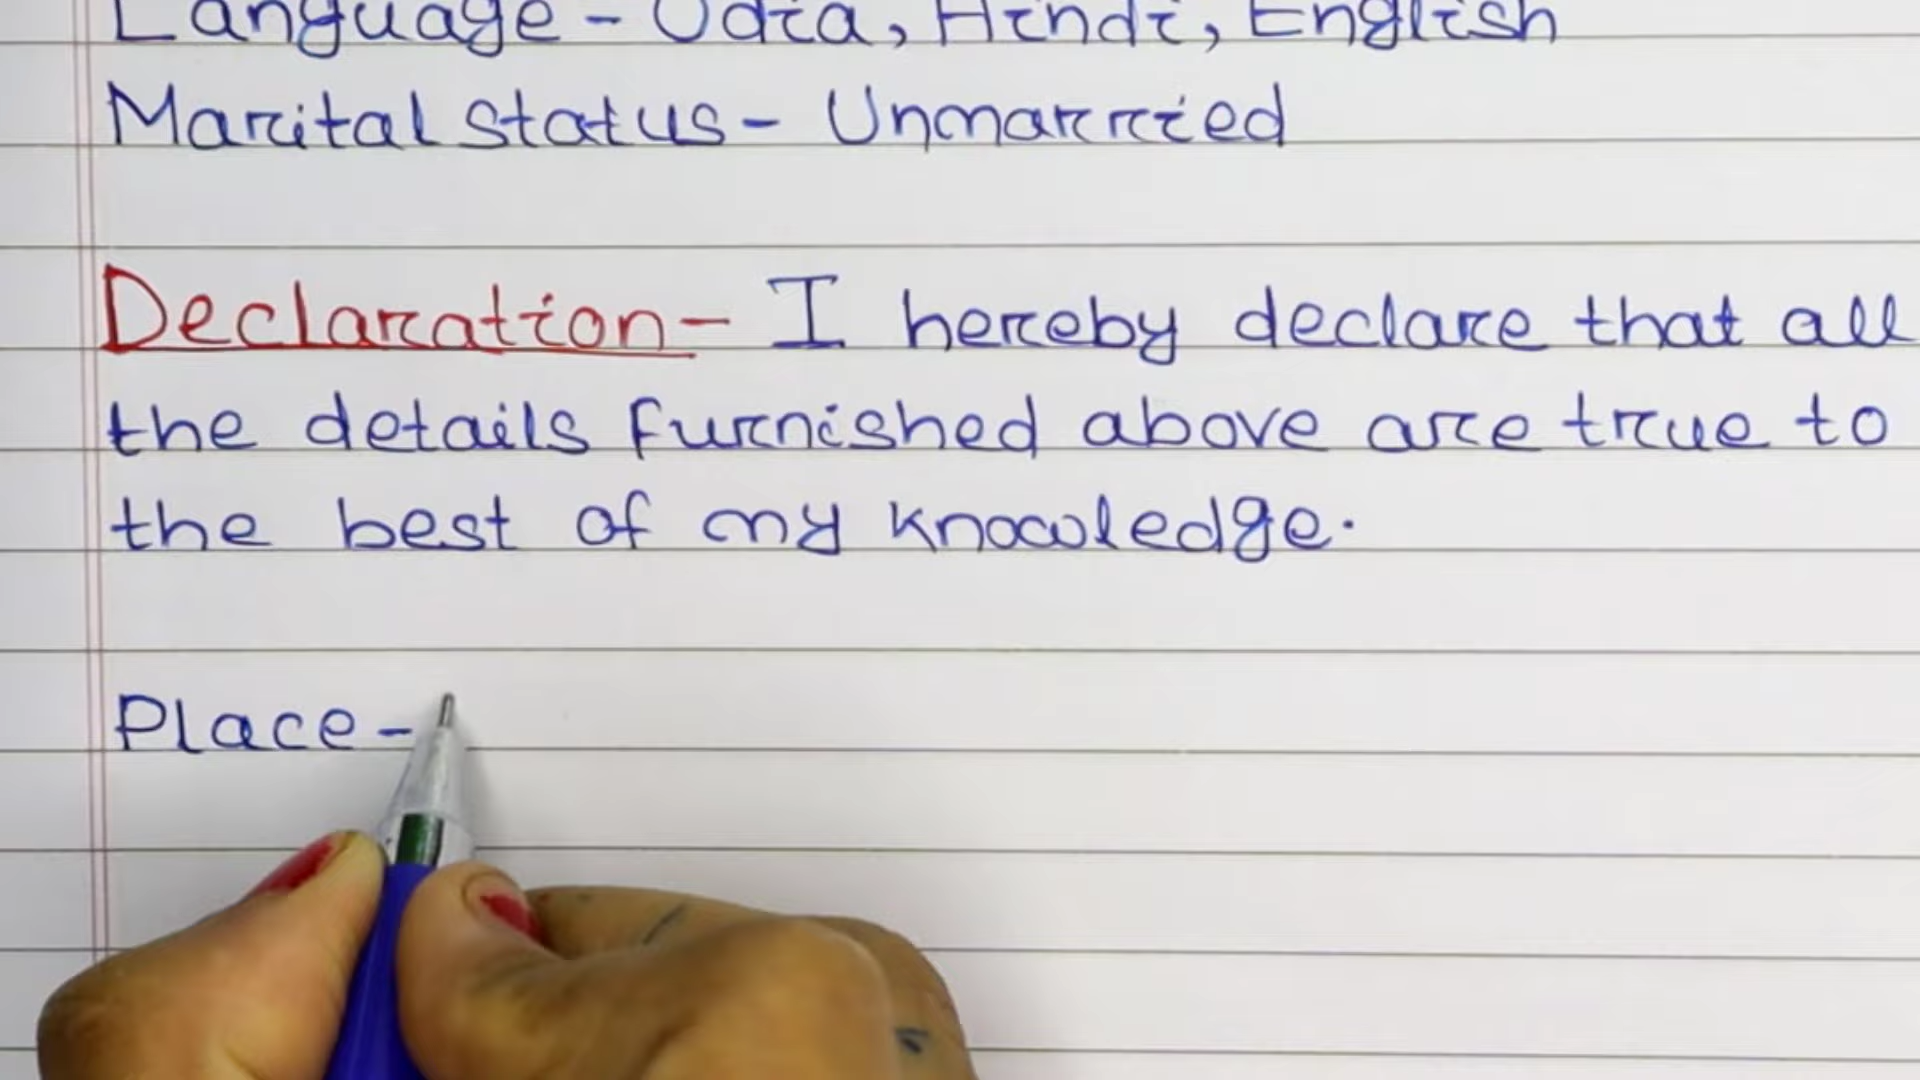 Language - Odia, Hindi, English
Marital Status - Unmarried
Declaration - I hereby declare that all
the details furnished above are true to
the best of my knowledge.
Place -